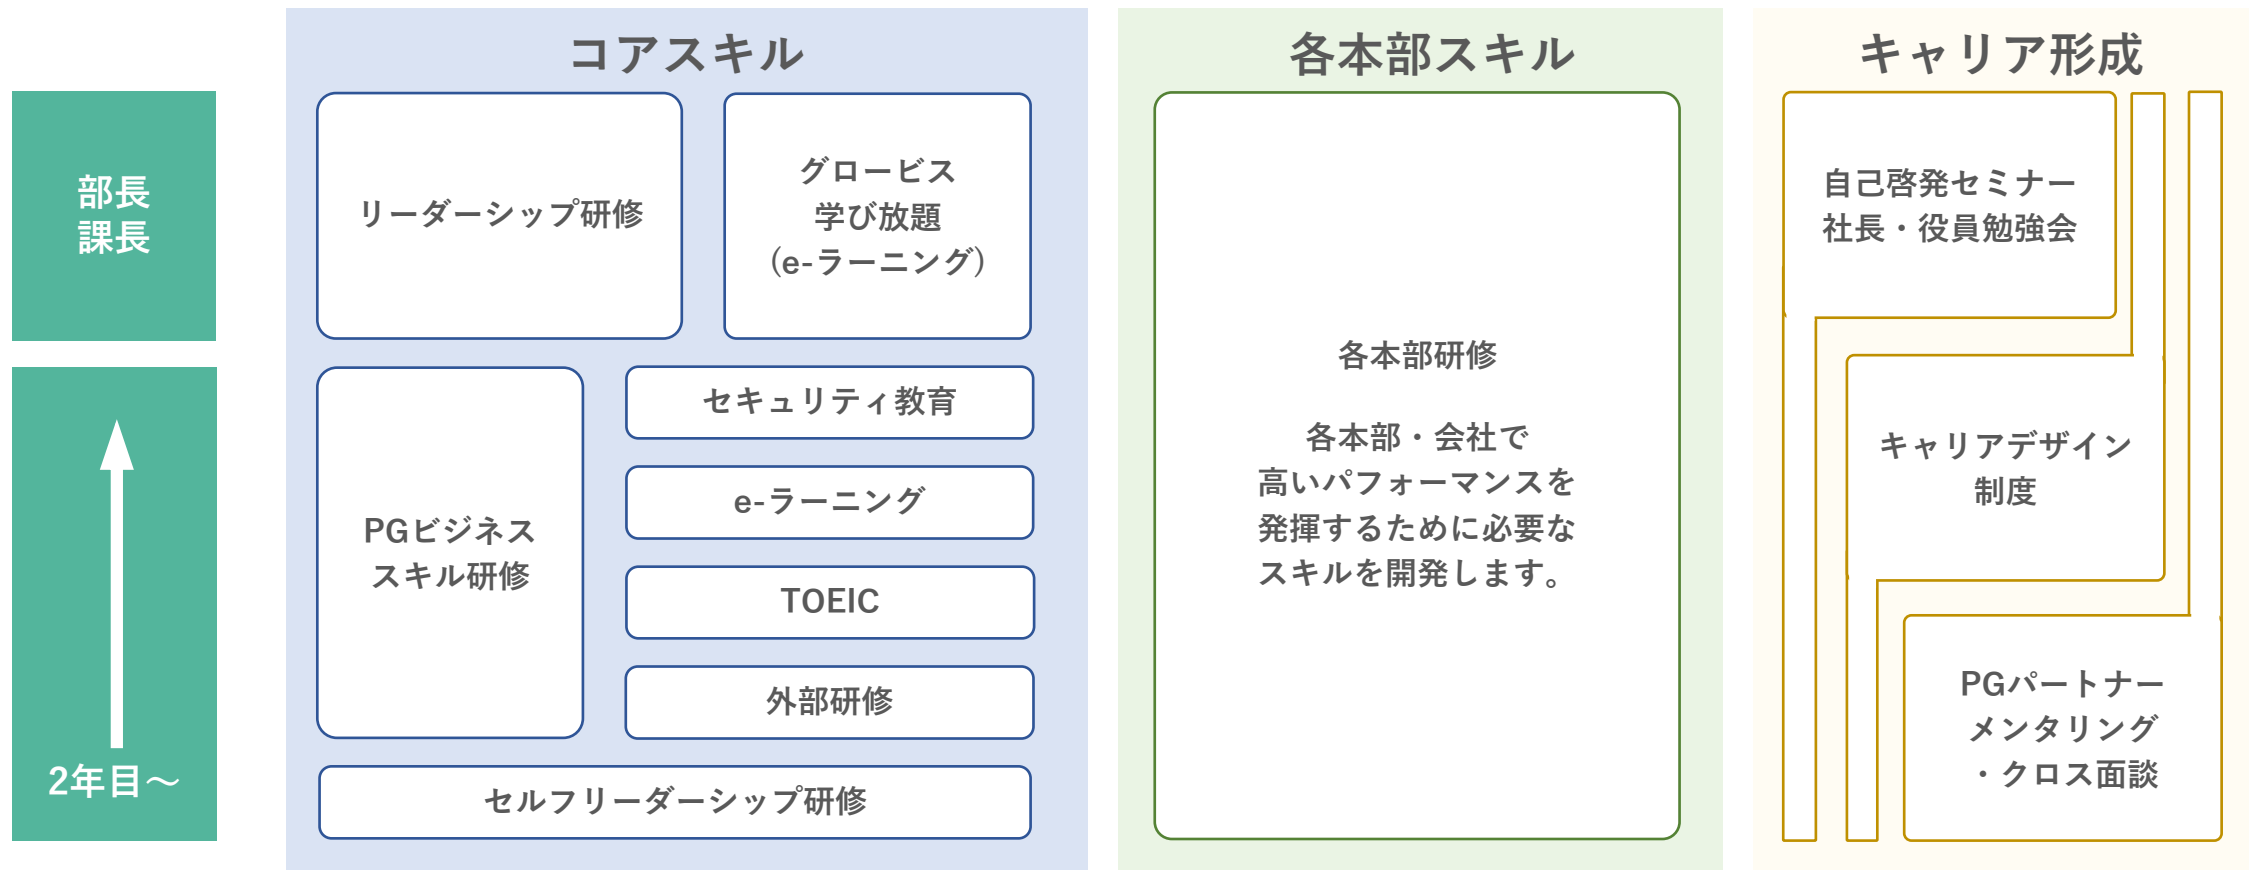 部長
課長
2年目～
コアスキル
リーダーシップ研修
グロービス
学び放題
（e-ラーニング）
PGビジネス
スキル研修
セキュリティ教育
e-ラーニング
TOEIC
外部研修
セルフリーダーシップ研修
各本部スキル
各本部研修
各本部・会社で
高いパフォーマンスを
発揮するために必要な
スキルを開発します。
キャリア形成
自己啓発セミナー
社長・役員勉強会
キャリアデザイン
制度
PGパートナー
メンタリング
・クロス面談